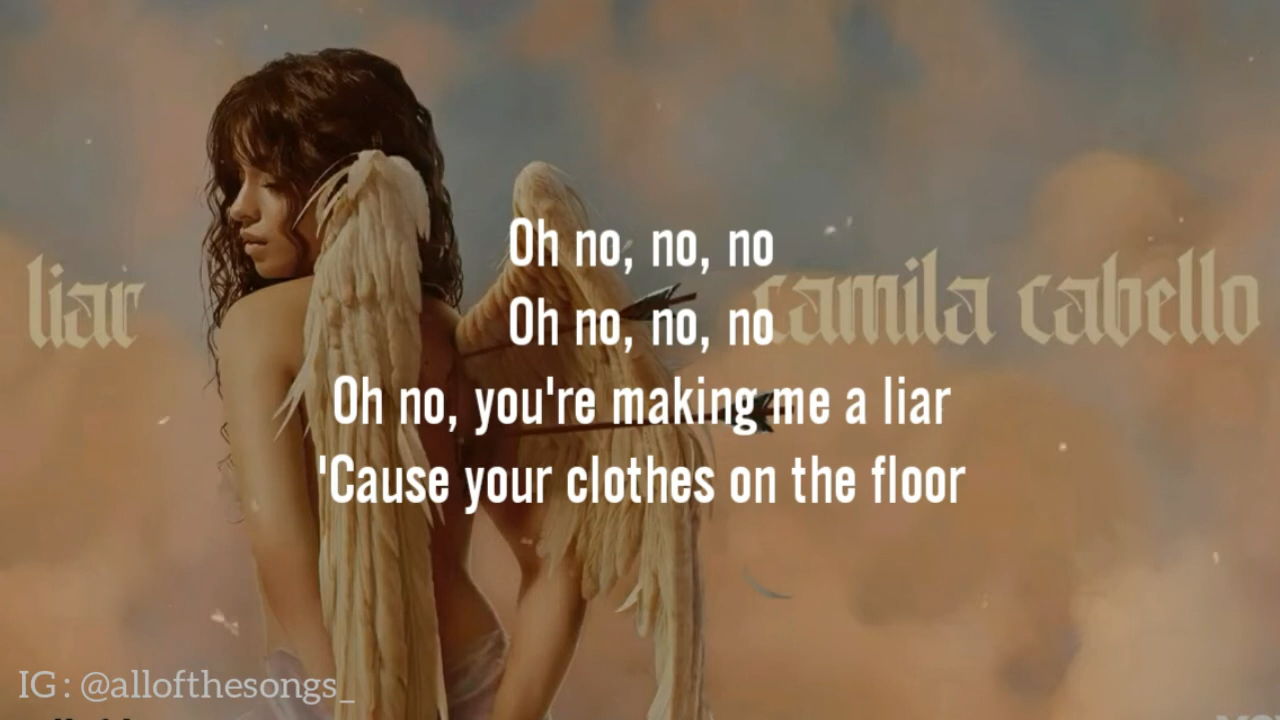 Oh no, no, no
Oh no, no, no
liar
camila cabello
Oh no, you're making me a liar
'Cause your clothes on the floor
IG : @allofthesongs_